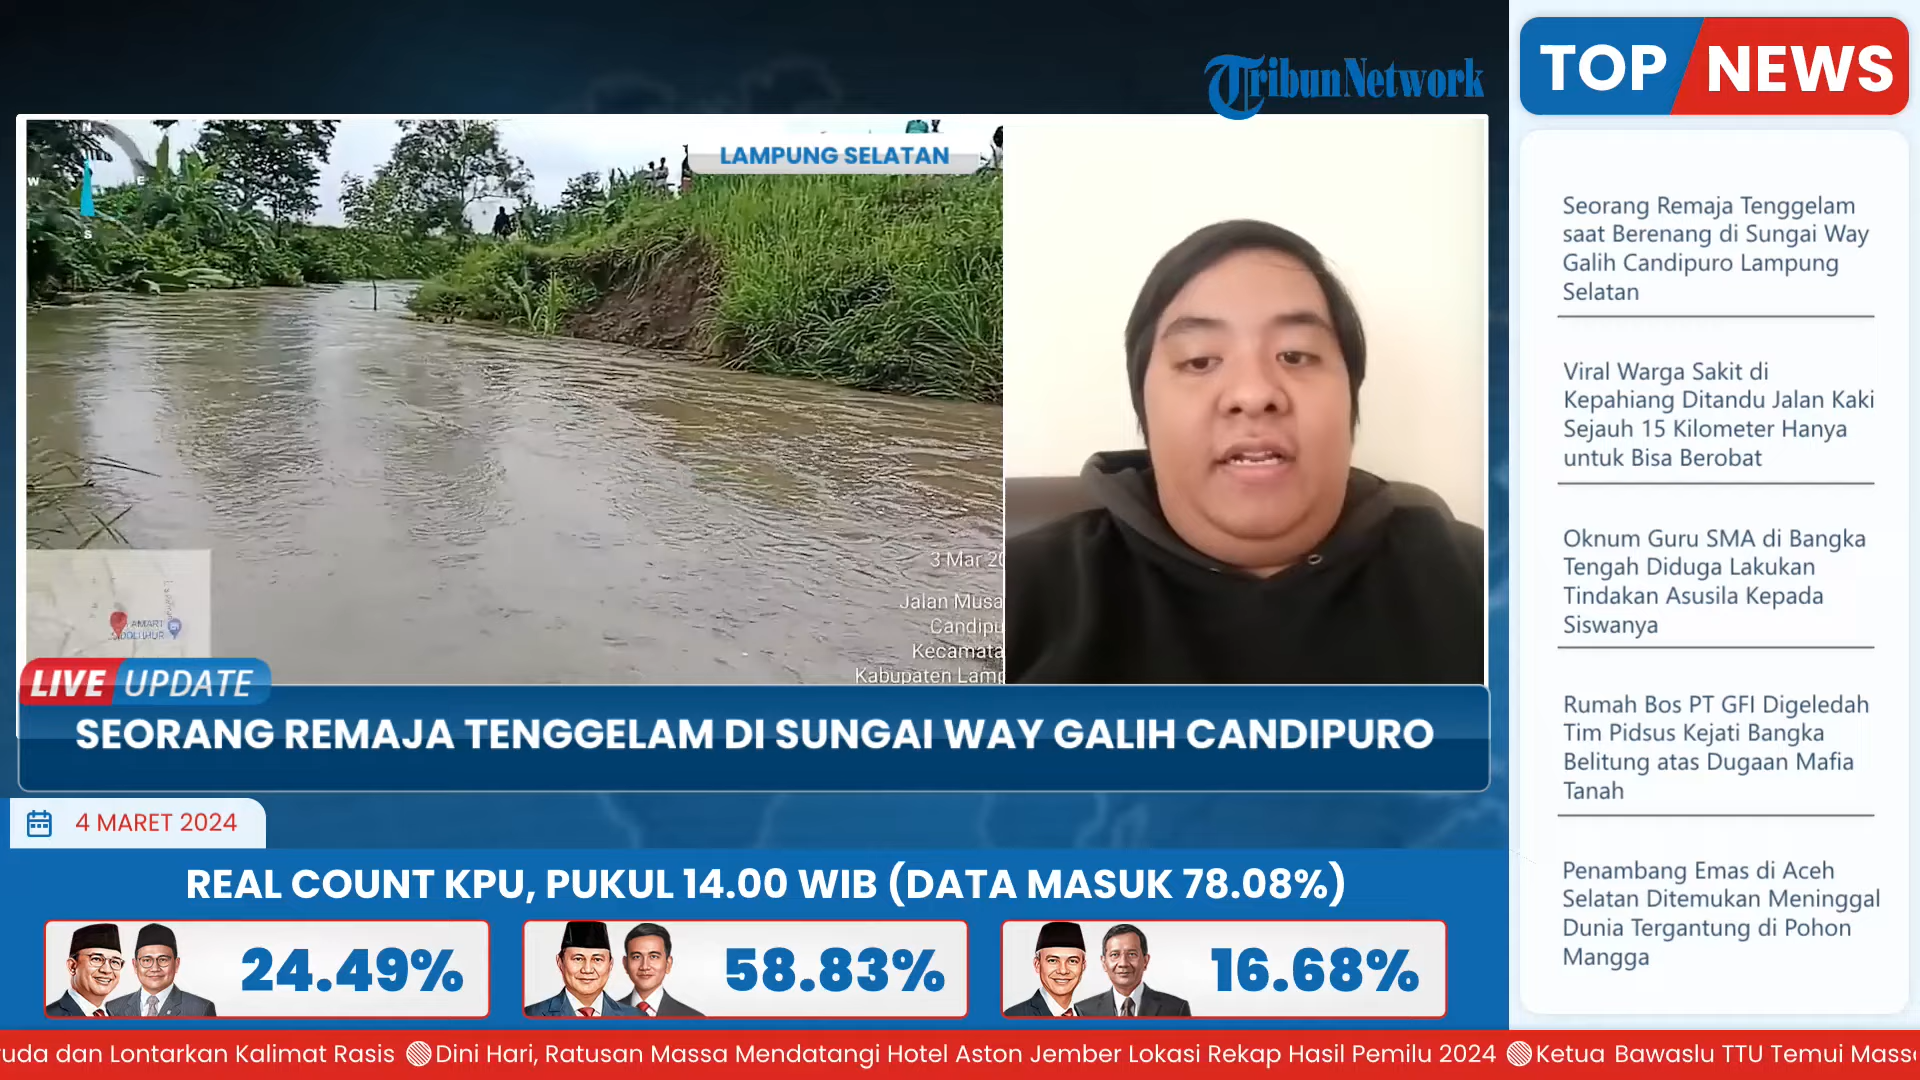 TribunNetwork
TOP NEWS
LAMPUNG SELATAN
W
E
S
3 Mar 20
Jalan Musa
Candipu
Kecamata
Kabupaten Lamp
LIVE UPDATE
SEORANG REMAJA TENGGELAM DI SUNGAI WAY GALIH CANDIPURO
4 MARET 2024
REAL COUNT KPU, PUKUL 14.00 WIB (DATA MASUK 78.08%)
24.49%
58.83%
16.68%
Seorang Remaja Tenggelam
saat Berenang di Sungai Way
Galih Candipuro Lampung
Selatan
Viral Warga Sakit di
Kepahiang Ditandu Jalan Kaki
Sejauh 15 Kilometer Hanya
untuk Bisa Berobat
Oknum Guru SMA di Bangka
Tengah Diduga Lakukan
Tindakan Asusila Kepada
Siswanya
Rumah Bos PT GFI Digeledah
Tim Pidsus Kejati Bangka
Belitung atas Dugaan Mafia
Tanah
Penambang Emas di Aceh
Selatan Ditemukan Meninggal
Dunia Tergantung di Pohon
Mangga
uda dan Lontarkan Kalimat Rasis Dini Hari, Ratusan Massa Mendatangi Hotel Aston Jember Lokasi Rekap Hasil Pemilu 2024 Ketua Bawaslu TTU Temui Mass